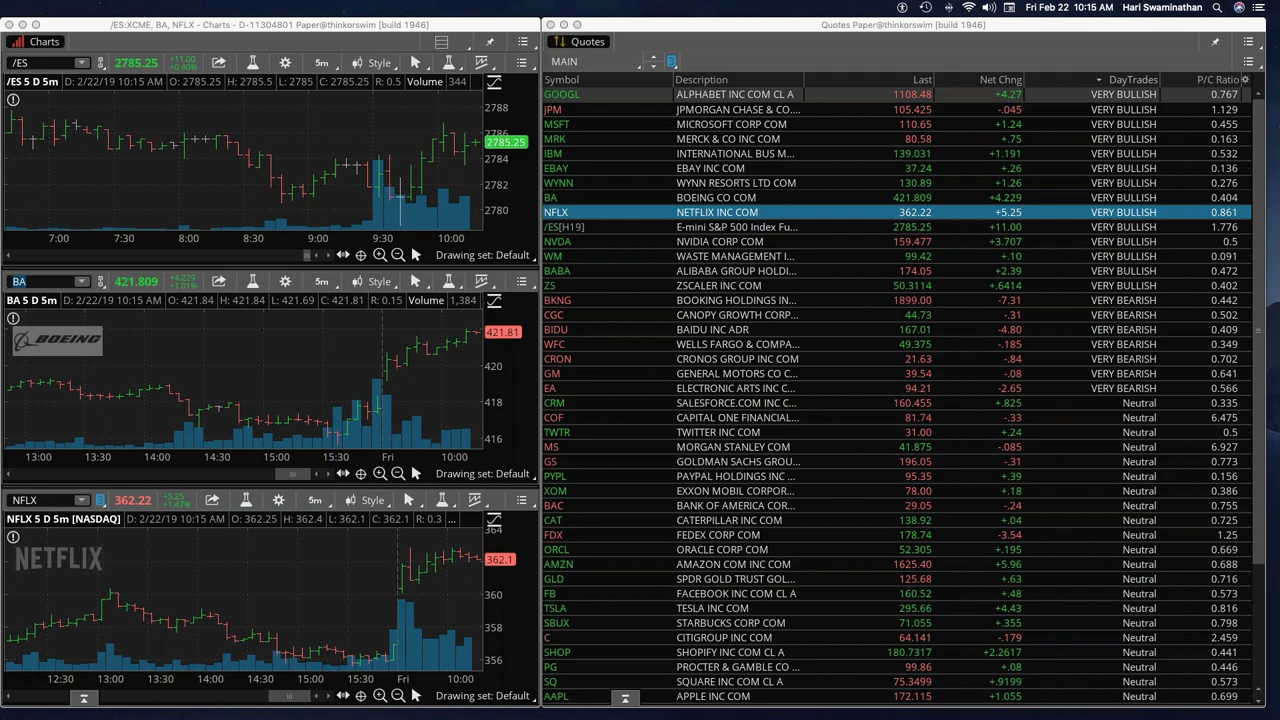 Fri Feb 22 10:15 AM Hari Swaminathan
/ES:XCME, BA, NFLX - Charts - D-11304801 Paper@thinkorswim [build 1946]
Charts
/ES 2785.25 +11.00 +0.40% 5m Style
/ES 5 D 5m D: 2/22/19 10:15 AM O: 2785.25 H: 2785.5 L: 2785 C: 2785.25 R: 0.5 Volume 344
2788
2786
2785.25
2784
2782
2780
7:00 7:30 8:00 8:30 9:00 9:30 10:00
Drawing set: Default
BA 421.809 +4.229 +1.01% 5m Style
BA 5 D 5m D: 2/22/19 10:15 AM O: 421.84 H: 421.84 L: 421.69 C: 421.81 R: 0.15 Volume 1,384
BOEING
421.81
420
418
416
13:00 13:30 14:00 14:30 15:00 15:30 Fri 10:00
Drawing set: Default
NFLX 3 362.22 +5.25 +1.47% 5m Style
NFLX 5 D 5m [NASDAQ] D: 2/22/19 10:15 AM O: 362.25 H: 362.4 L: 362.1 C: 362.1 R: 0.3 ...
NETFLIX
364
362.1
360
358
356
12:30 13:00 13:30 14:00 14:30 15:00 15:30 Fri 10:00
Drawing set: Default
Quotes Paper@thinkorswim [build 1946]
Quotes
MAIN 3
Symbol Description Last Net Chng DayTrades P/C Ratio
GOOGL ALPHABET INC COM CL A 1108.48 +4.27 VERY BULLISH 0.767
JPM JPMORGAN CHASE & CO... 105.425 -.045 VERY BULLISH 1.129
MSFT MICROSOFT CORP COM 110.65 +1.24 VERY BULLISH 0.455
MRK MERCK & CO INC COM 80.58 +.75 VERY BULLISH 0.163
IBM INTERNATIONAL BUS M... 139.031 +1.191 VERY BULLISH 0.532
EBAY EBAY INC COM 37.24 +.26 VERY BULLISH 0.168
WYNN WYNN RESORTS LTD COM 130.89 +1.26 VERY BULLISH 0.276
BA BOEING CO COM 421.809 +4.229 VERY BULLISH 0.404
NFLX NETFLIX INC COM 362.22 +5.25 VERY BULLISH 0.861
/ES[H19] E-mini S&P 500 Index Fu... 2785.25 +11.00 VERY BULLISH 1.776
NVDA NVIDIA CORP COM 159.477 +3.707 VERY BULLISH 0.5
WM WASTE MANAGEMENT I... 99.42 +.10 VERY BULLISH 0.091
BABA ALIBABA GROUP HOLDI... 174.05 +2.39 VERY BULLISH 0.472
ZS ZSCALER INC COM 50.3114 +.6414 VERY BULLISH 0.402
BKNG BOOKING HOLDINGS IN... 1899.00 -7.31 VERY BEARISH 0.442
CGC CANOPY GROWTH CORP... 44.73 -.31 VERY BEARISH 0.502
BIDU BAIDU INC ADR 167.01 -4.80 VERY BEARISH 0.409
WFC WELLS FARGO & COMPA... 49.375 -.185 VERY BEARISH 0.349
CRON CRONOS GROUP INC COM 21.63 -.84 VERY BEARISH 0.702
GM GENERAL MOTORS CO C... 39.54 -.08 VERY BEARISH 0.641
EA ELECTRONIC ARTS INC C... 94.21 -2.65 VERY BEARISH 0.566
CRM SALESFORCE.COM INC C... 160.455 +.825 Neutral 0.335
COF CAPITAL ONE FINANCIAL... 81.74 -.33 Neutral 6.475
TWTR TWITTER INC COM 31.00 +.24 Neutral 0.5
MS MORGAN STANLEY COM 41.875 -.085 Neutral 6.927
GS GOLDMAN SACHS GROU... 196.05 -.31 Neutral 0.773
PYPL PAYPAL HOLDINGS INC C... 95.35 +.39 Neutral 0.156
XOM EXXON MOBIL CORPOR... 78.00 +.18 Neutral 0.386
BAC BANK OF AMERICA COR... 29.05 -.24 Neutral 0.755
CAT CATERPILLAR INC COM 138.92 +.04 Neutral 0.725
FDX FEDEX CORP COM 178.74 -3.54 Neutral 1.25
ORCL ORACLE CORP COM 52.305 +.195 Neutral 0.669
AMZN AMAZON COM INC COM 1625.40 +5.96 Neutral 0.688
GLD SPDR GOLD TRUST GOL... 125.68 +.63 Neutral 0.716
FB FACEBOOK INC COM CL A 160.52 +.48 Neutral 0.573
TSLA TESLA INC COM 295.66 +4.43 Neutral 0.816
SBUX STARBUCKS CORP COM 71.055 +.355 Neutral 0.798
C CITIGROUP INC COM 64.141 -.179 Neutral 2.459
SHOP SHOPIFY INC COM CL A 180.7317 +2.2617 Neutral 0.441
PG PROCTER & GAMBLE CO... 99.86 +.08 Neutral 0.446
SQ SQUARE INC COM CL A 75.3499 +.9199 Neutral 0.573
AAPL APPLE INC COM 172.115 +1.055 Neutral 0.699